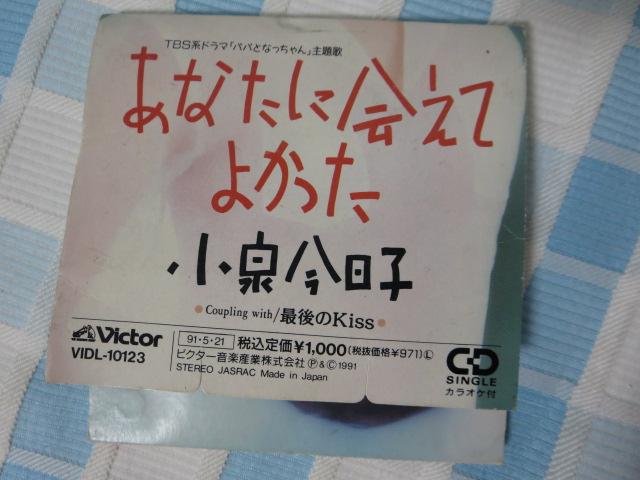 TBS系ドラマ「パパとなっちゃん」主題歌
あなたに会えて
よかった
小泉今日子
• Coupling with/最後のKiss •
Victor 91・5・21 税込定価¥1,000(税抜価格¥971)Ⓛ
VIDL-10123 ビクター音楽産業株式会社 Ⓟ&Ⓒ1991
STEREO JASRAC Made in Japan
CD
SINGLE
カラオケ付